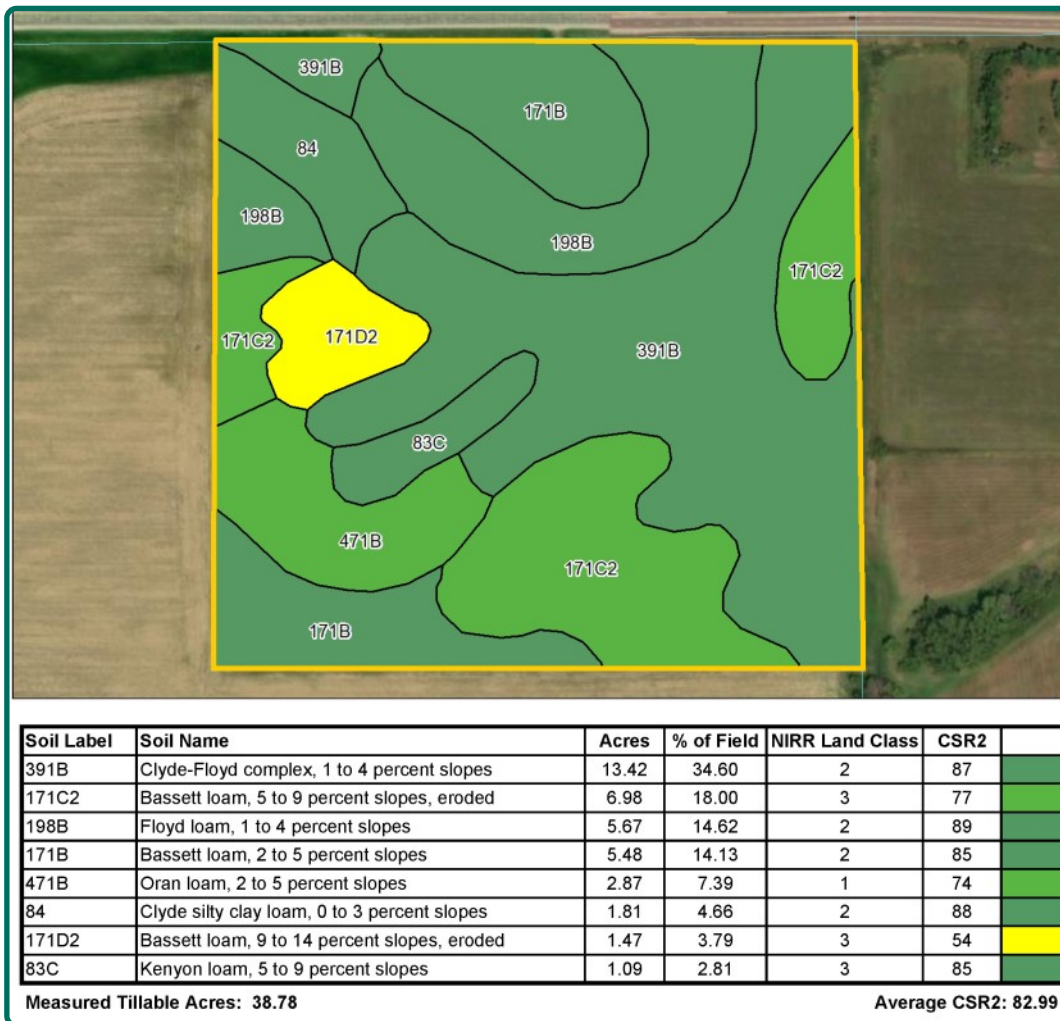 391B
171B
84
198B
198B
171C2
171D2
171C2
391B
83C
471B
171C2
171B
Soil Label Soil Name Acres % of Field NIRR Land Class CSR2
391B Clyde-Floyd complex, 1 to 4 percent slopes 13.42 34.60 2 87
171C2 Bassett loam, 5 to 9 percent slopes, eroded 6.98 18.00 3 77
198B Floyd loam, 1 to 4 percent slopes 5.67 14.62 2 89
171B Bassett loam, 2 to 5 percent slopes 5.48 14.13 2 85
471B Oran loam, 2 to 5 percent slopes 2.87 7.39 1 74
84 Clyde silty clay loam, 0 to 3 percent slopes 1.81 4.66 2 88
171D2 Bassett loam, 9 to 14 percent slopes, eroded 1.47 3.79 3 54
83C Kenyon loam, 5 to 9 percent slopes 1.09 2.81 3 85
Measured Tillable Acres: 38.78 Average CSR2: 82.99